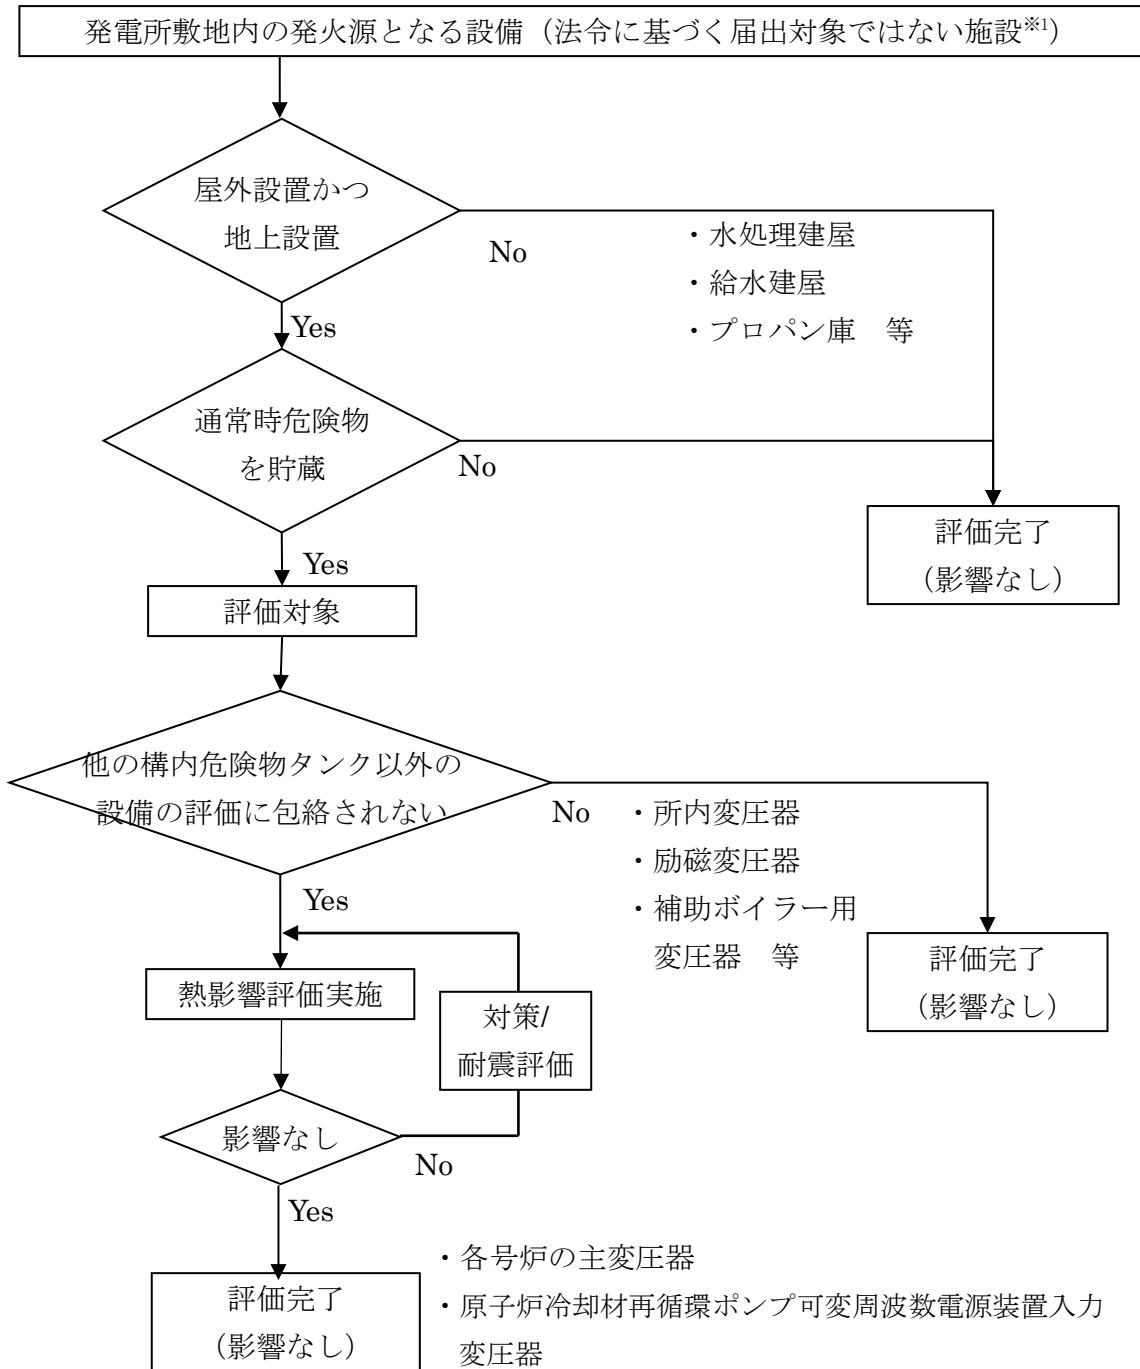 発電所敷地内の発火源となる設備（法令に基づく届出対象ではない施設※1）
屋外設置かつ
地上設置
No
・水処理建屋
・給水建屋
・プロパン庫　等
Yes
通常時危険物
を貯蔵
No
評価完了
（影響なし）
Yes
評価対象
他の構内危険物タンク以外の
設備の評価に包絡されない
No
・所内変圧器
・励磁変圧器
・補助ボイラー用
変圧器　等
評価完了
（影響なし）
Yes
熱影響評価実施
対策/
耐震評価
影響なし
No
Yes
評価完了
（影響なし）
・各号炉の主変圧器
・原子炉冷却材再循環ポンプ可変周波数電源装置入力
変圧器